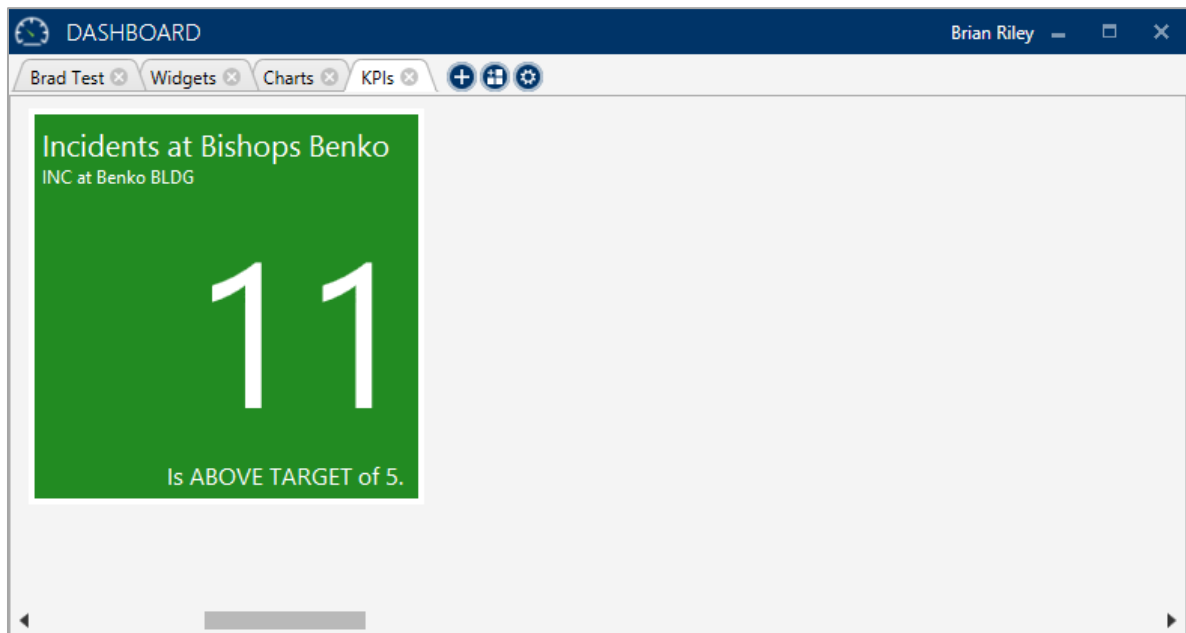 DASHBOARD
Brian Riley
Brad Test
Widgets
Charts
KPIs
Incidents at Bishops Benko
INC at Benko BLDG
11
Is ABOVE TARGET of 5.